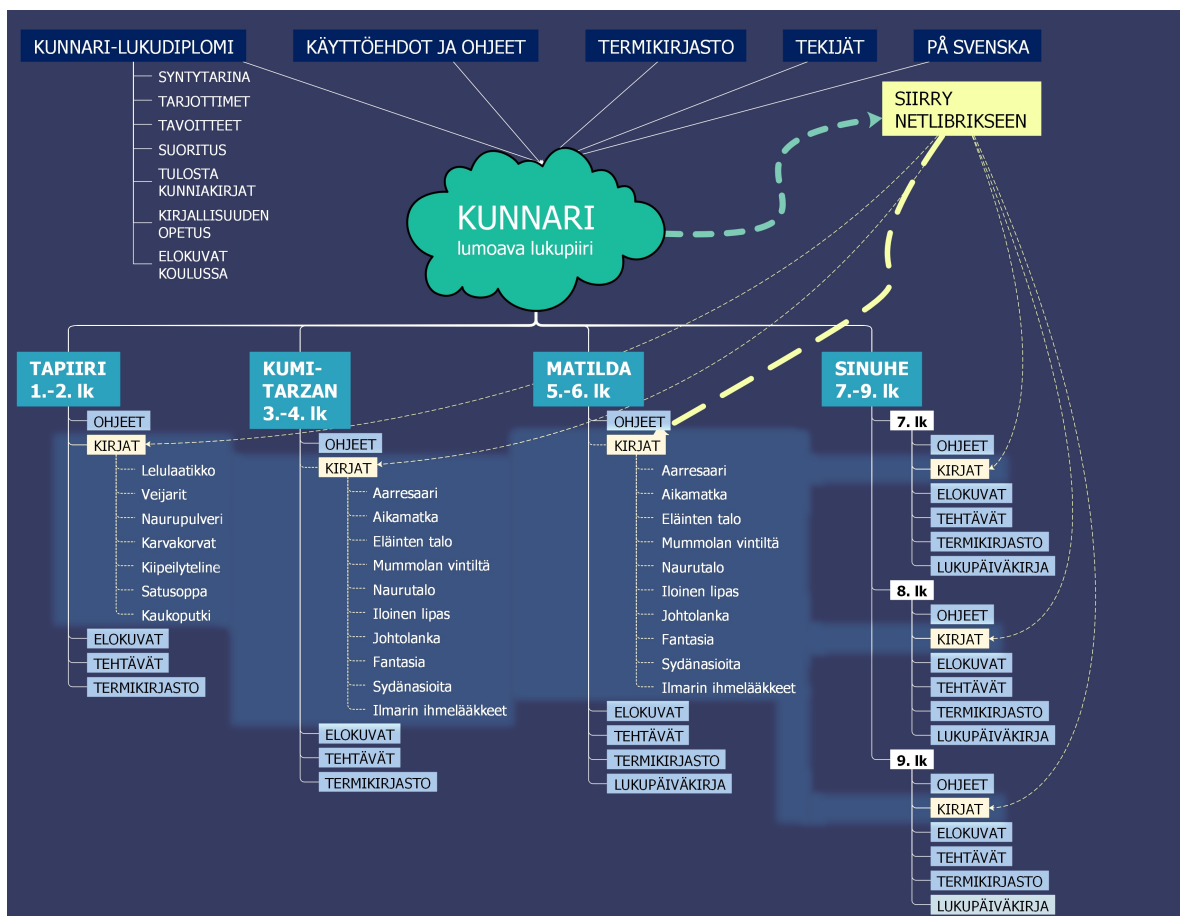 KUNNARI-LUKUDIPLOMI
KÄYTTÖEHDOT JA OHJEET
TERMIKIRJASTO
TEKIJÄT
PÅ SVENSKA
SYNTYTARINA
TARJOTTIMET
TAVOITTEET
SUORITUS
TULOSTA
KUNNIAKIRJAT
KIRJALLISUUDEN
OPETUS
ELOKUVAT
KOULUSSA
SIIRRY
NETLIBRIKSEEN
KUNNARI
lumoava lukupiiri
TAPIIRI
1.-2. lk
OHJEET
KIRJAT
Lelulaatikko
Veijarit
Naurupulveri
Karvakorvat
Kiipeilyteline
Satusoppa
Kaukoputki
ELOKUVAT
TEHTÄVÄT
TERMIKIRJASTO
KUMI-
TARZAN
3.-4. lk
OHJEET
KIRJAT
Aarresaari
Aikamatka
Eläinten talo
Mummolan vintiltä
Naurutalo
Iloinen lipas
Johtolanka
Fantasia
Sydänasioita
Ilmarin ihmelääkkeet
ELOKUVAT
TEHTÄVÄT
TERMIKIRJASTO
MATILDA
5.-6. lk
OHJEET
KIRJAT
Aarresaari
Aikamatka
Eläinten talo
Mummolan vintiltä
Naurutalo
Iloinen lipas
Johtolanka
Fantasia
Sydänasioita
Ilmarin ihmelääkkeet
ELOKUVAT
TEHTÄVÄT
TERMIKIRJASTO
LUKUPÄIVÄKIRJA
SINUHE
7.-9. lk
7. lk
OHJEET
KIRJAT
ELOKUVAT
TEHTÄVÄT
TERMIKIRJASTO
LUKUPÄIVÄKIRJA
8. lk
OHJEET
KIRJAT
ELOKUVAT
TEHTÄVÄT
TERMIKIRJASTO
LUKUPÄIVÄKIRJA
9. lk
OHJEET
KIRJAT
ELOKUVAT
TEHTÄVÄT
TERMIKIRJASTO
LUKUPÄIVÄKIRJA